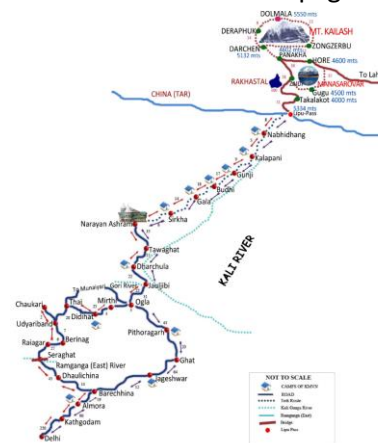 DOLMALA 5550 mts
DERAPHUK
MT. KAILASH
DARCHEN
5132 mts
ZONGZERBU
HORE 4600 mts
RAKHASTAL
MANASAROVAR
Gugu 4500 mts
Takalakot 4000 mts
CHINA (TAR)
5334 mts
Lipu-Pass
Nabhidhang
Kalapani
Gunji
Budhi
Gala
Sirkha
Narayan Ashram
KALI RIVER
Tawaghat
Dharchula
Jauljibi
Gori River
Ogla
Thal
Mirthi
Didihat
Chaukari
Udyariband
Pithoragarh
Berinag
Raiagar
Ghat
Seraghat
Ramganga (East) River
Dhaulichina
Jageshwar
Barechhina
Almora
Kathgodam
Delhi
NOT TO SCALE
CAMPS OF KMVN
ROAD
Trek Route
Kali Ganga River
Ramganga (East)
Bridge
Lipu-Pass